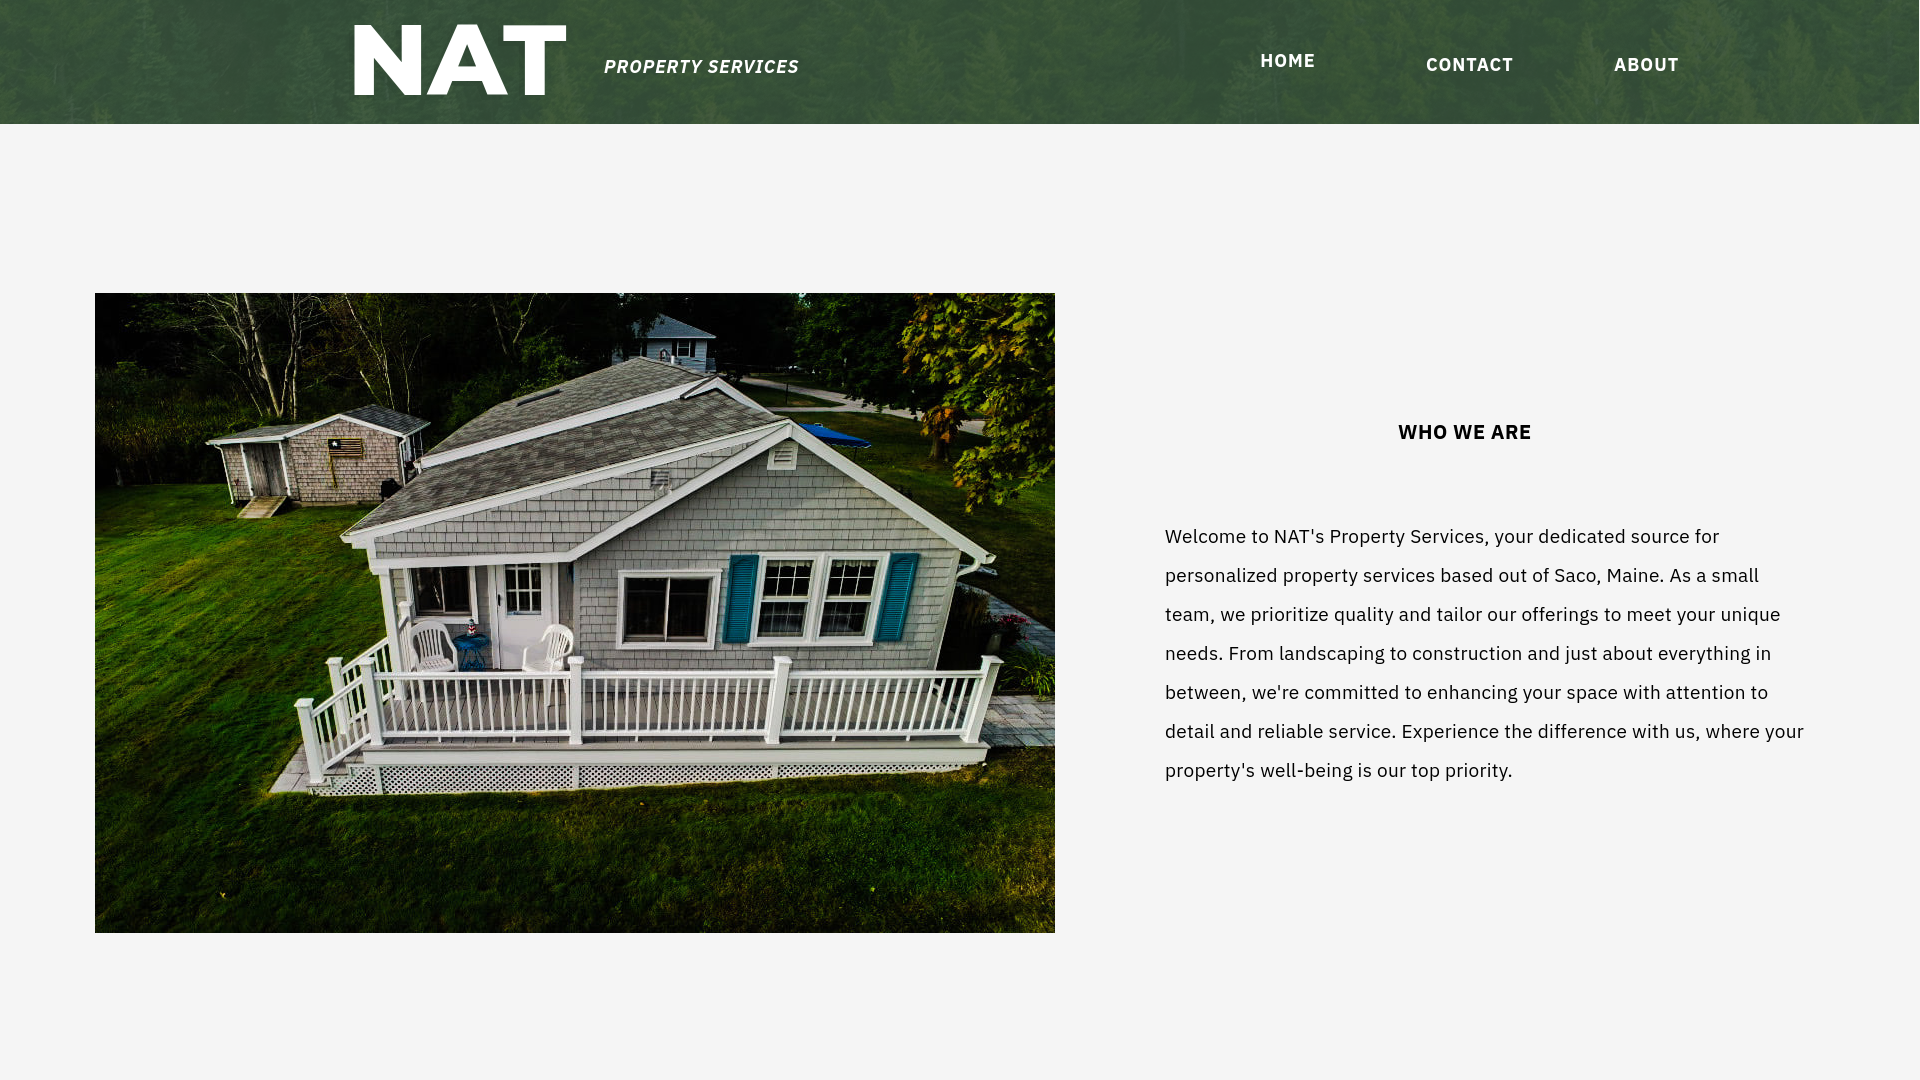 NAT
PROPERTY SERVICES
HOME
CONTACT
ABOUT
WHO WE ARE
Welcome to NAT's Property Services, your dedicated source for
personalized property services based out of Saco, Maine. As a small
team, we prioritize quality and tailor our offerings to meet your unique
needs. From landscaping to construction and just about everything in
between, we're committed to enhancing your space with attention to
detail and reliable service. Experience the difference with us, where your
property's well-being is our top priority.